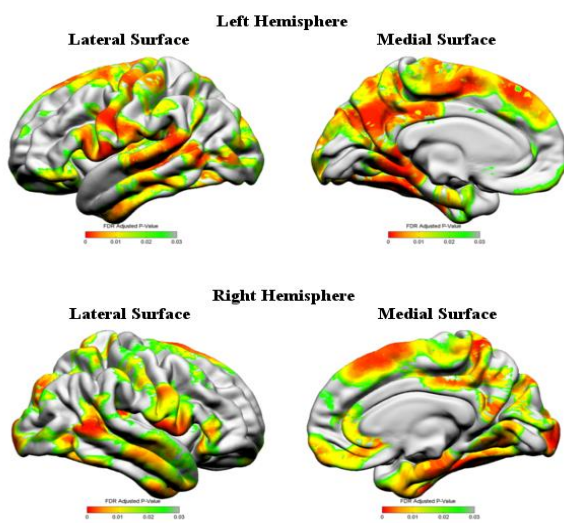 Left Hemisphere
Lateral Surface Medial Surface
FDR Adjusted P-Value FDR Adjusted P-Value
0 0.01 0.02 0.03 0 0.01 0.02 0.03
Right Hemisphere
Lateral Surface Medial Surface
FDR Adjusted P-Value FDR Adjusted P-Value
0 0.01 0.02 0.03 0 0.01 0.02 0.03